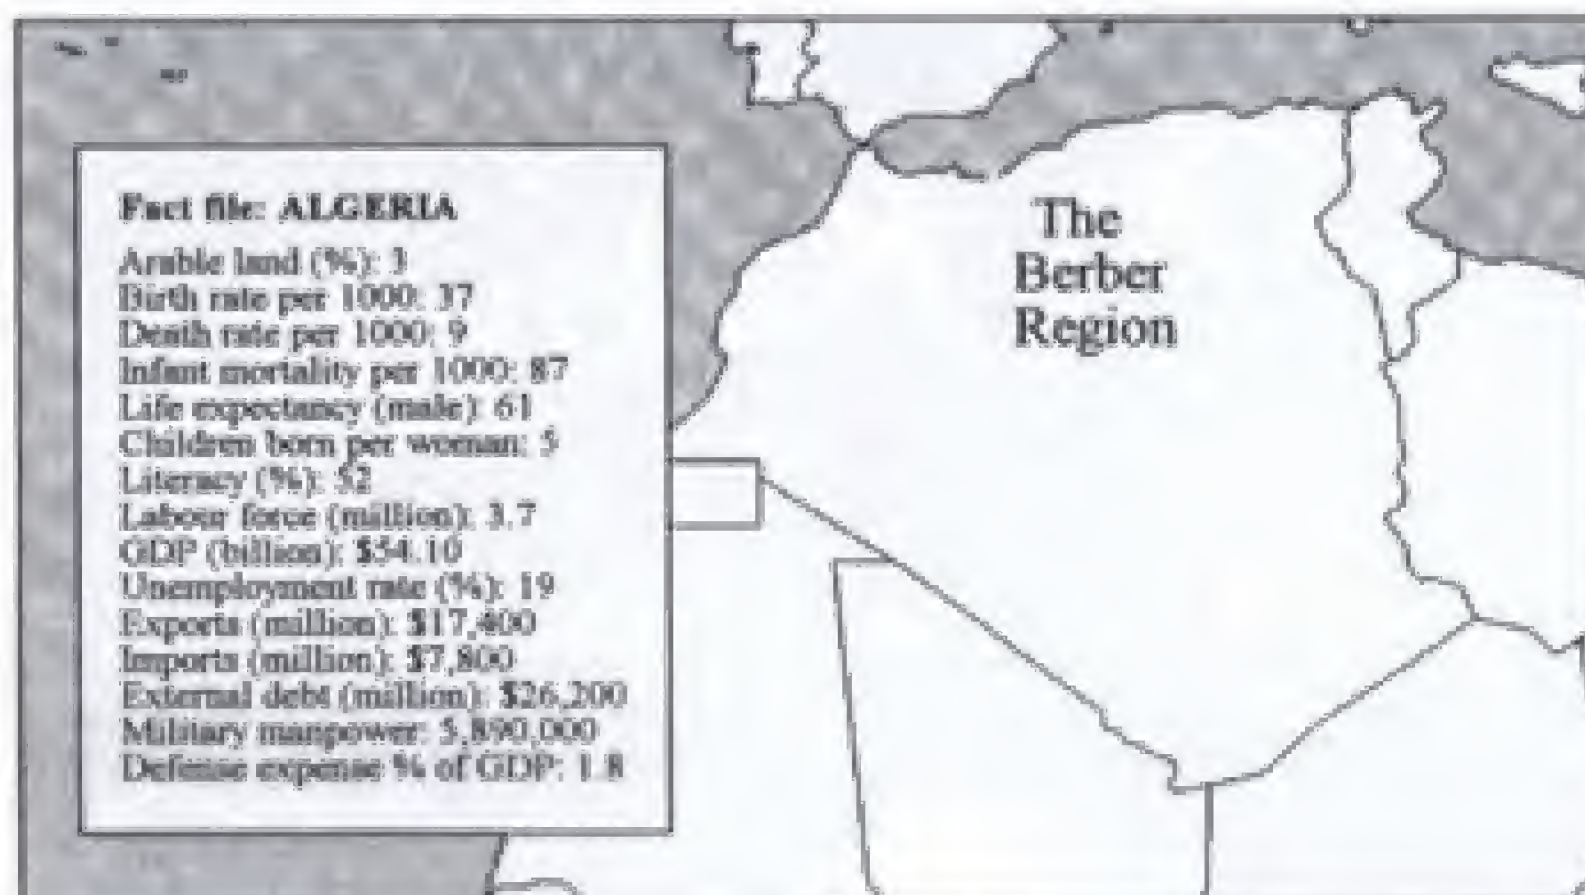 Fact file: ALGERIA
Arable land (%): 3
Birth rate per 1000: 37
Death rate per 1000: 9
Infant mortality per 1000: 87
Life expectancy (male): 61
Children born per woman: 5
Literacy (%): 52
Labour force (million): 3.7
GDP (billion): $54.10
Unemployment rate (%): 19
Exports (million): $17,400
Imports (million): $7,800
External debt (million): $26,200
Military manpower: 5,890,000
Defense expense % of GDP: 1.8
The
Berber
Region